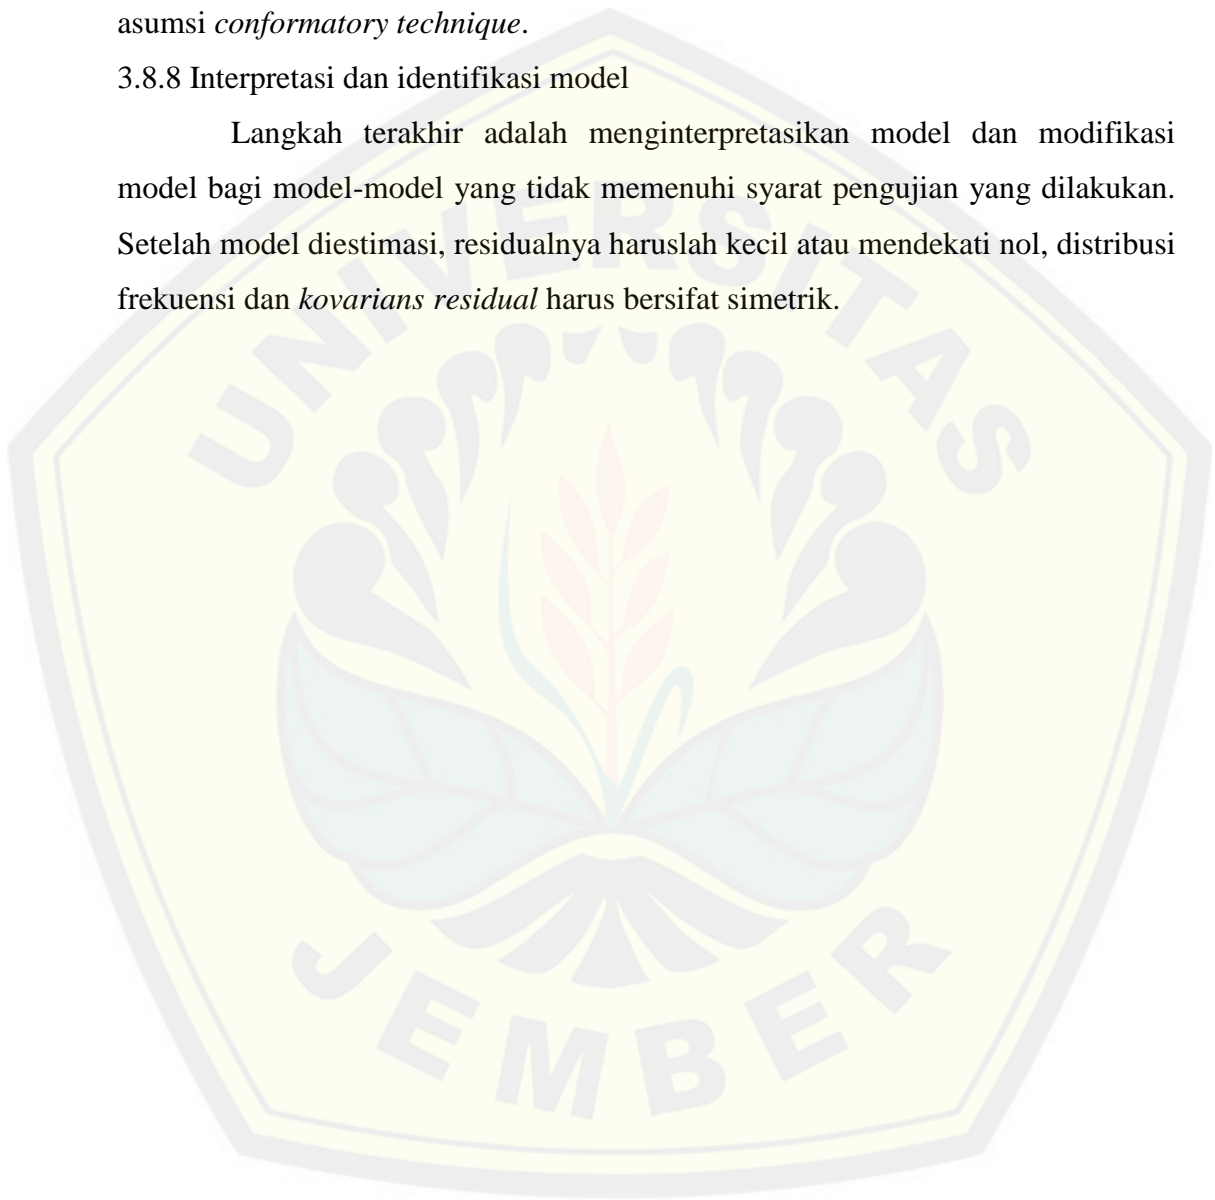 asumsi conformatory technique.
3.8.8 Interpretasi dan identifikasi model
Langkah terakhir adalah menginterpretasikan model dan modifikasi
model bagi model-model yang tidak memenuhi syarat pengujian yang dilakukan.
Setelah model diestimasi, residualnya haruslah kecil atau mendekati nol, distribusi
frekuensi dan kovarians residual harus bersifat simetrik.
UNIVERSITAS
JEMBER